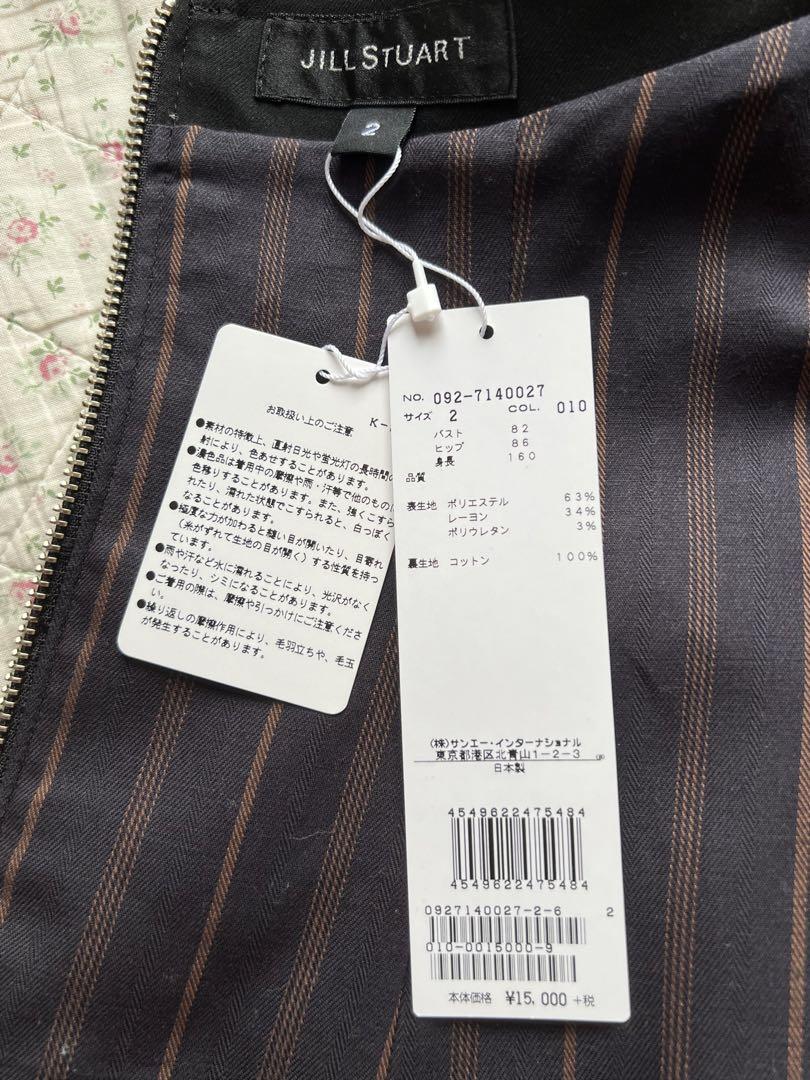 JILL STUART
2
お取扱い上のご注意 K-
●素材の特徴上、直射日光や蛍光灯の長時間の
射により、色あせすることがあります。
●濃色品は着用中の摩擦や雨・汗等で他のものに
色移りすることがあります。また、強くこすら
れたり、濡れた状態でこすられると、白っぽく
なることがあります。
●極度な力が加わると縫い目が開いたり、目寄れ
(糸がずれて生地の目が開く)する性質を持っ
ています。
●雨や汗など水に濡れることにより、光沢がなく
なったり、シミになることがあります。
●ご着用の際は、摩擦や引っかけにご注意くださ
い。
●繰り返しの摩擦作用により、毛羽立ちや、毛玉
が発生することがあります。
NO. 092-7140027
サイズ 2 COL. 010
バスト 82
ヒップ 86
身長 160
品質
表生地 ポリエステル 63%
レーヨン 34%
ポリウレタン 3%
裏生地 コットン 100%
(株)サンエー・インターナショナル
東京都港区北青山1-2-3
日本製
4549622475484
4549622475484
0927140027-2-6 2
010-0015000-9
本体価格 ¥15,000+税